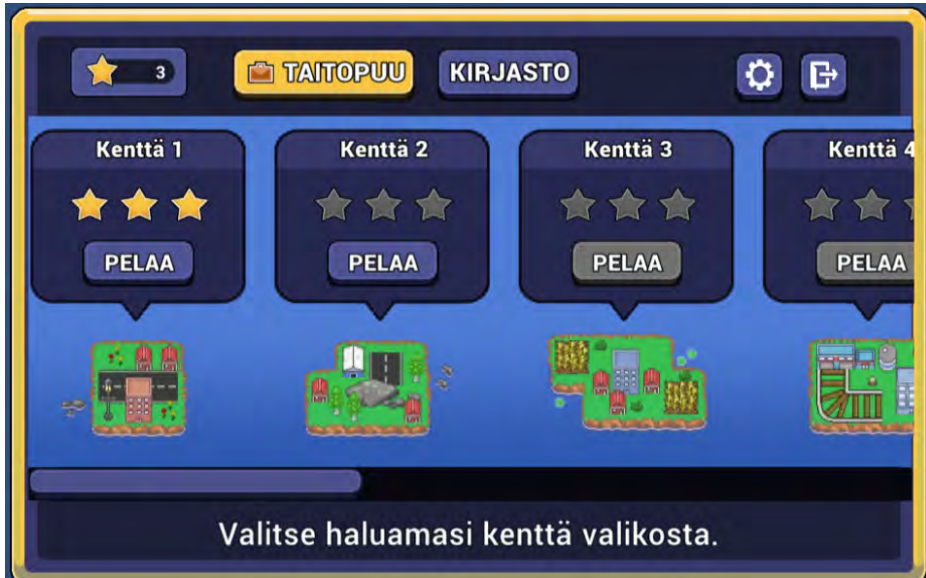 3 TAITOPUU KIRJASTO
Kenttä 1 Kenttä 2 Kenttä 3 Kenttä 4
PELAA PELAA PELAA PELAA
Valitse haluamasi kenttä valikosta.